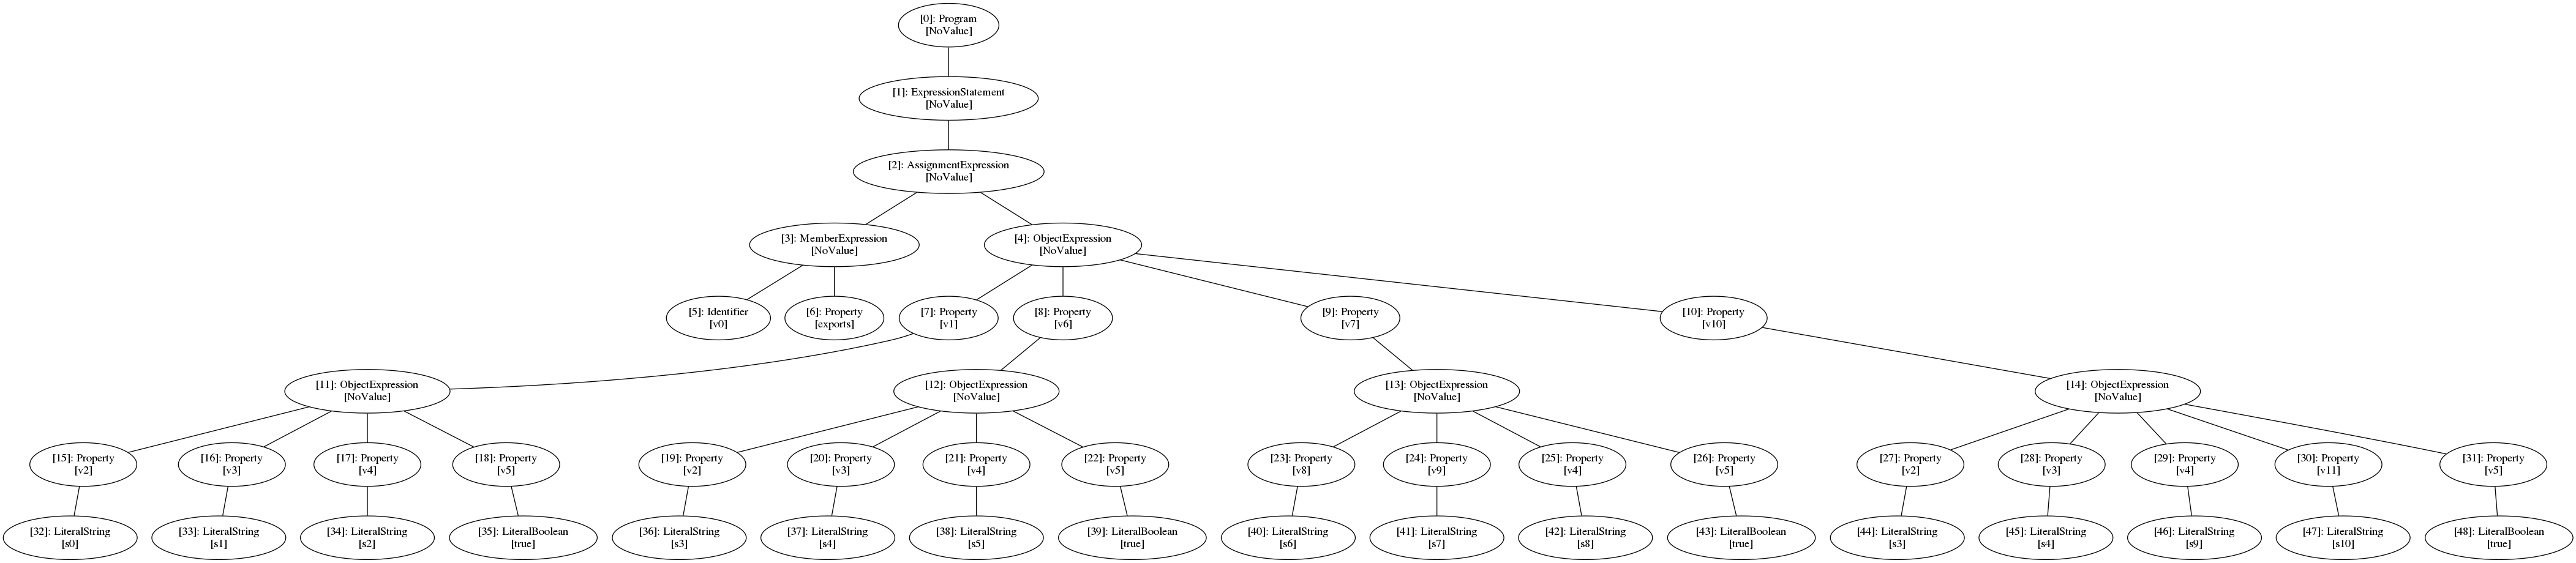 [0]: Program
[NoValue]
[1]: ExpressionStatement
[NoValue]
[2]: AssignmentExpression
[NoValue]
[3]: MemberExpression
[NoValue]
[4]: ObjectExpression
[NoValue]
[5]: Identifier
[v0]
[6]: Property
[exports]
[7]: Property
[v1]
[8]: Property
[v6]
[9]: Property
[v7]
[10]: Property
[v10]
[11]: ObjectExpression
[NoValue]
[12]: ObjectExpression
[NoValue]
[13]: ObjectExpression
[NoValue]
[14]: ObjectExpression
[NoValue]
[15]: Property
[v2]
[16]: Property
[v3]
[17]: Property
[v4]
[18]: Property
[v5]
[19]: Property
[v2]
[20]: Property
[v3]
[21]: Property
[v4]
[22]: Property
[v5]
[23]: Property
[v8]
[24]: Property
[v9]
[25]: Property
[v4]
[26]: Property
[v5]
[27]: Property
[v2]
[28]: Property
[v3]
[29]: Property
[v4]
[30]: Property
[v11]
[31]: Property
[v5]
[32]: LiteralString
[s0]
[33]: LiteralString
[s1]
[34]: LiteralString
[s2]
[35]: LiteralBoolean
[true]
[36]: LiteralString
[s3]
[37]: LiteralString
[s4]
[38]: LiteralString
[s5]
[39]: LiteralBoolean
[true]
[40]: LiteralString
[s6]
[41]: LiteralString
[s7]
[42]: LiteralString
[s8]
[43]: LiteralBoolean
[true]
[44]: LiteralString
[s3]
[45]: LiteralString
[s4]
[46]: LiteralString
[s9]
[47]: LiteralString
[s10]
[48]: LiteralBoolean
[true]